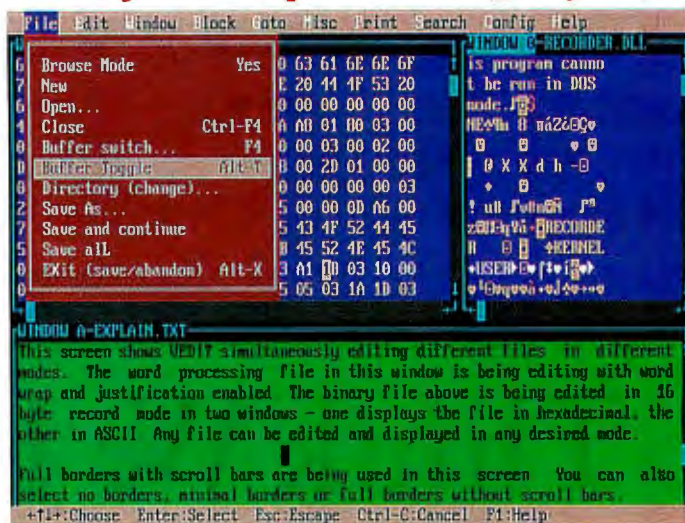 File Edit Window Block Goto Misc Print Search Config Help
WINDOW B-RECORDER.DLL
Browse Mode Yes
New
Open...
Close Ctrl-F4
Buffer switch... F4
Buffer Toggle Alt-T
Directory (change)...
Save As...
Save and continue
Save alL
EXit (save/abandon) Alt-X
0 63 61 6E 6E 6F
E 20 44 4F 53 20
0 00 00 00 00 00
00 03 00 02 00
00 2D 01 00 00
0 00 00 00 00 03
5 00 00 0D A6 00
5 43 4F 52 44 45
45 52 4E 45 4C
3 A1 1D 03 10 00
5 05 03 1A 1D 03
is program canno
t be run in DOS
mode.
RECORDE
KERNEL
USER
WINDOW A-EXPLAIN.TXT
This screen shows VEDIT simultaneously editing different files in different
modes. The word processing file in this window is being editing with word
wrap and justification enabled. The binary file above is being edited in 16
byte record mode in two windows - one displays the file in hexadecimal, the
other in ASCII. Any file can be edited and displayed in any desired mode.
Full borders with scroll bars are being used in this screen You can also
select no borders, minimal borders or full borders without scroll bars.
←↑↓→:Choose Enter:Select Esc:Escape Ctrl-C:Cancel F1:Help